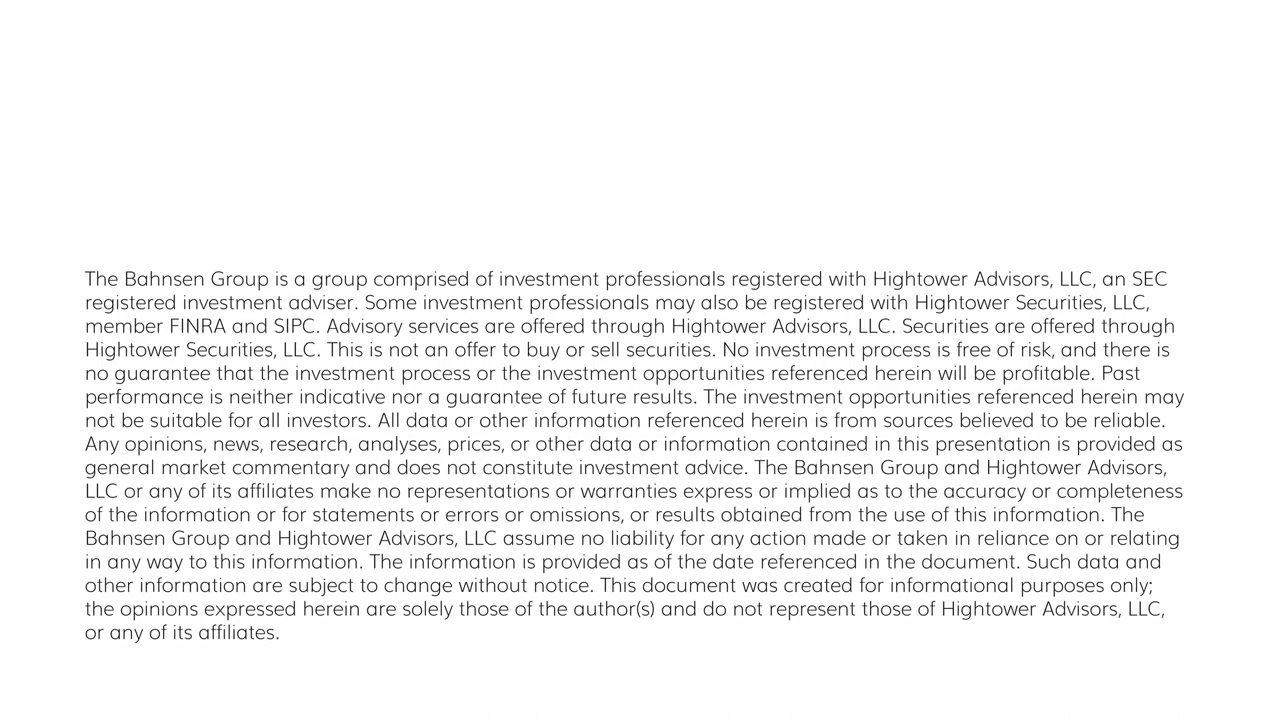 The Bahnsen Group is a group comprised of investment professionals registered with Hightower Advisors, LLC, an SEC
registered investment adviser. Some investment professionals may also be registered with Hightower Securities, LLC,
member FINRA and SIPC. Advisory services are offered through Hightower Advisors, LLC. Securities are offered through
Hightower Securities, LLC. This is not an offer to buy or sell securities. No investment process is free of risk, and there is
no guarantee that the investment process or the investment opportunities referenced herein will be profitable. Past
performance is neither indicative nor a guarantee of future results. The investment opportunities referenced herein may
not be suitable for all investors. All data or other information referenced herein is from sources believed to be reliable.
Any opinions, news, research, analyses, prices, or other data or information contained in this presentation is provided as
general market commentary and does not constitute investment advice. The Bahnsen Group and Hightower Advisors,
LLC or any of its affiliates make no representations or warranties express or implied as to the accuracy or completeness
of the information or for statements or errors or omissions, or results obtained from the use of this information. The
Bahnsen Group and Hightower Advisors, LLC assume no liability for any action made or taken in reliance on or relating
in any way to this information. The information is provided as of the date referenced in the document. Such data and
other information are subject to change without notice. This document was created for informational purposes only;
the opinions expressed herein are solely those of the author(s) and do not represent those of Hightower Advisors, LLC,
or any of its affiliates.